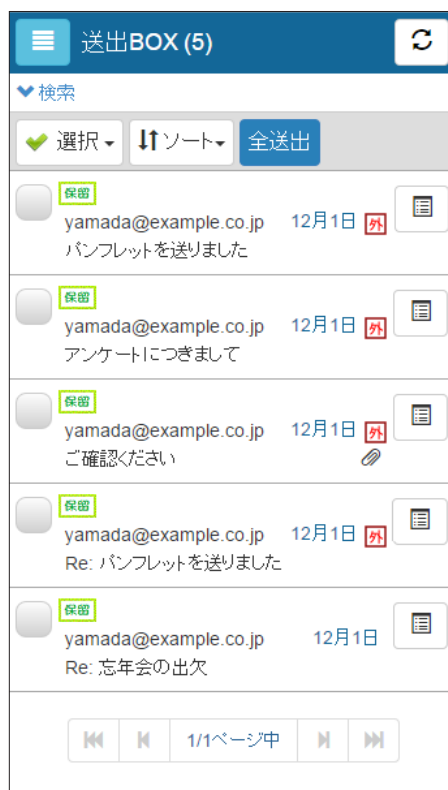 送出BOX (5)
検索
選択 ソート 全送出
保留
yamada@example.co.jp 12月1日 外
パンフレットを送りました
保留
yamada@example.co.jp 12月1日 外
アンケートにつきまして
保留
yamada@example.co.jp 12月1日 外
ご確認ください
保留
yamada@example.co.jp 12月1日 外
Re: パンフレットを送りました
保留
yamada@example.co.jp 12月1日
Re: 忘年会の出欠
1/1ページ中